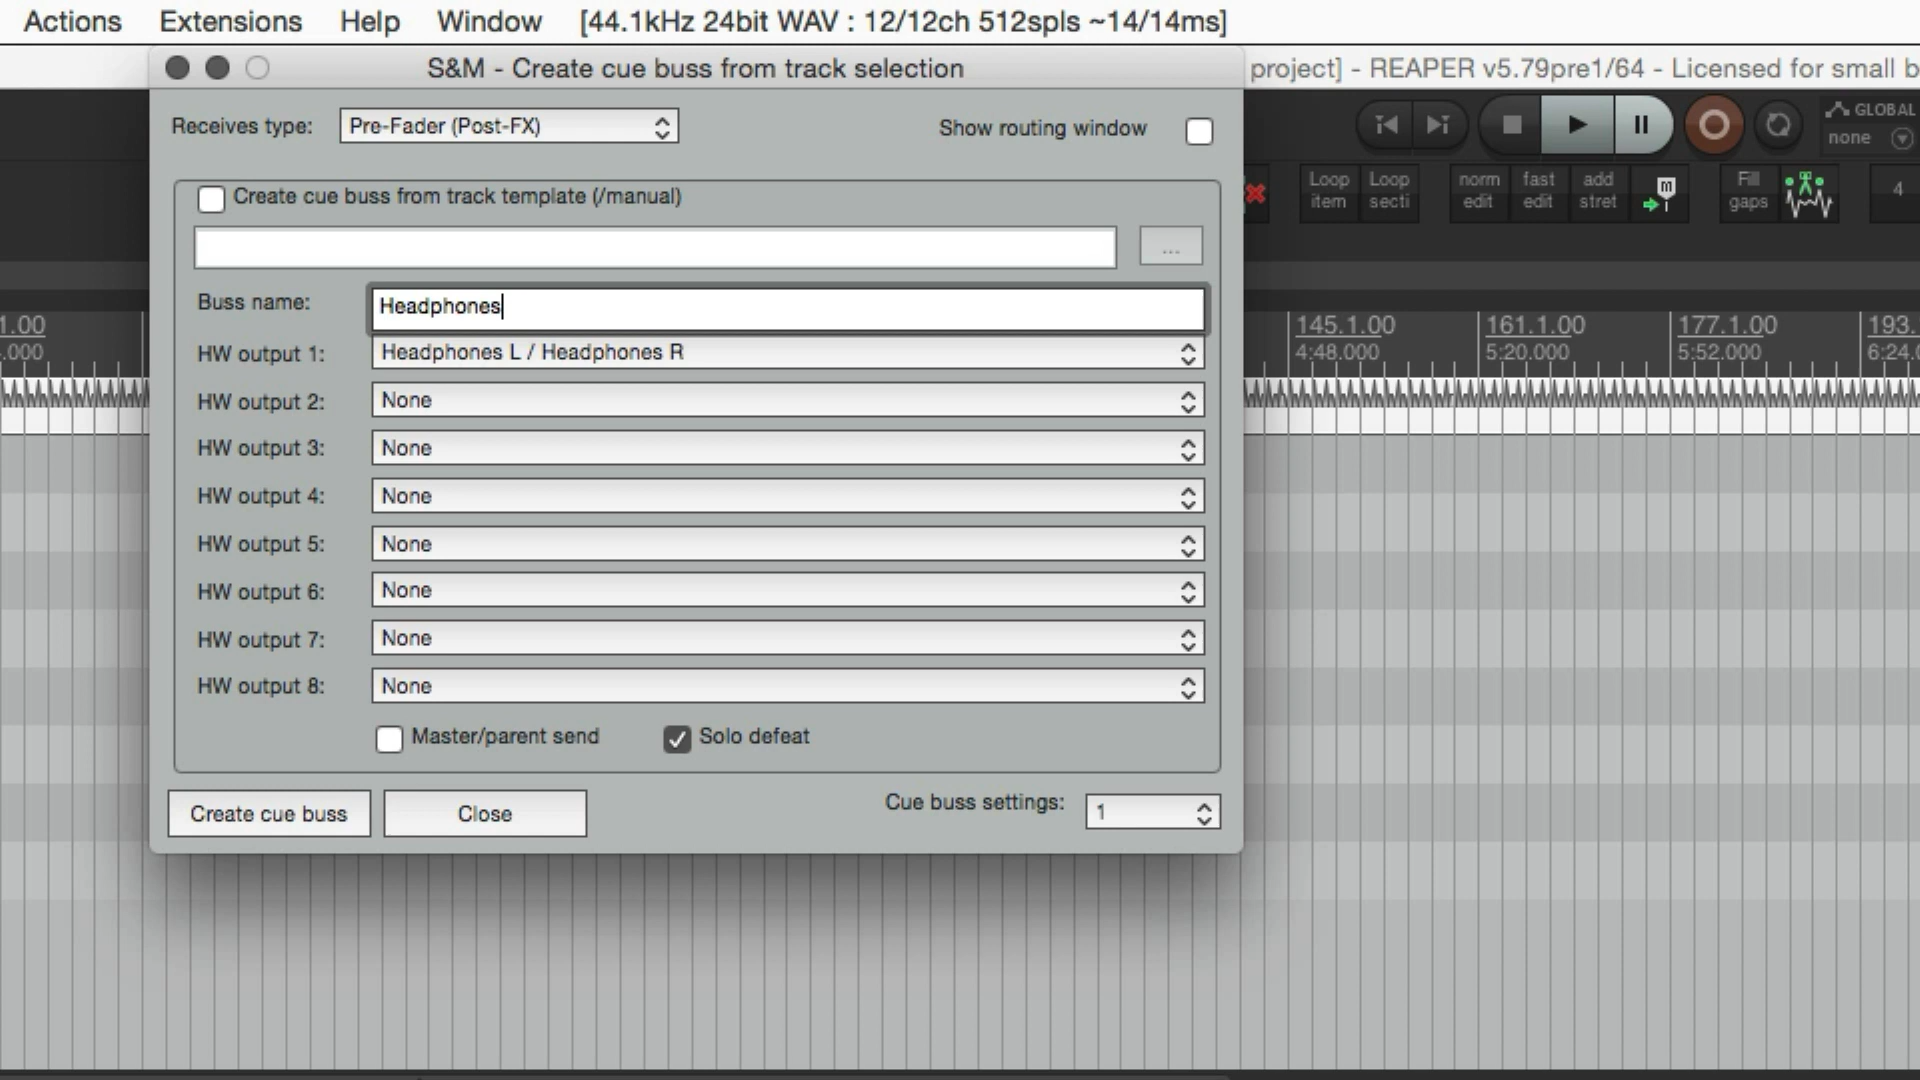 Actions Extensions Help Window [44.1kHz 24bit WAV : 12/12ch 512spls ~14/14ms]
S&M - Create cue buss from track selection
project] - REAPER v5.79pre1/64 - Licensed for small b
Receives type: Pre-Fader (Post-FX) Show routing window
GLOBAL
none
Create cue buss from track template (/manual)
...
Loop item
Loop secti
norm edit
fast edit
add stret
M
Fill gaps
4
Buss name: Headphones
HW output 1: Headphones L / Headphones R
HW output 2: None
HW output 3: None
HW output 4: None
HW output 5: None
HW output 6: None
HW output 7: None
HW output 8: None
Master/parent send Solo defeat
Create cue buss Close Cue buss settings: 1
1.00
.000
145.1.00
4:48.000
161.1.00
5:20.000
177.1.00
5:52.000
193.
6:24.0